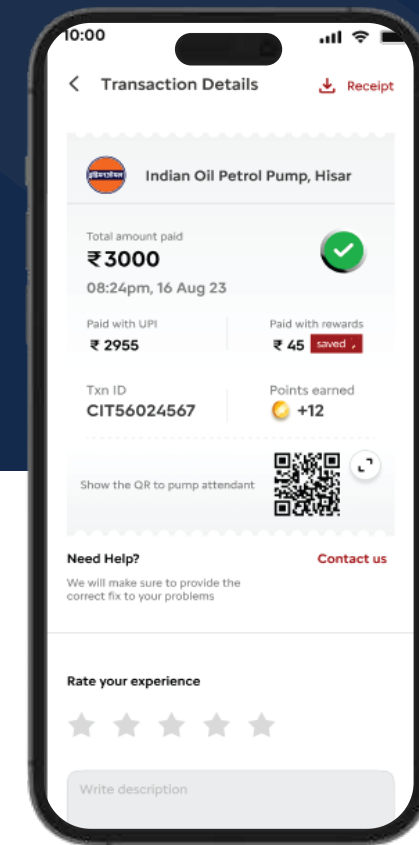 10:00
Transaction Details
Receipt
इंडियनऑयल
Indian Oil Petrol Pump, Hisar
Total amount paid
₹3000
08:24pm, 16 Aug 23
Paid with UPI
Paid with rewards
₹ 2955
₹ 45 saved
Txn ID
Points earned
CIT56024567
+12
Show the QR to pump attendant
Need Help?
Contact us
We will make sure to provide the
correct fix to your problems
Rate your experience
Write description